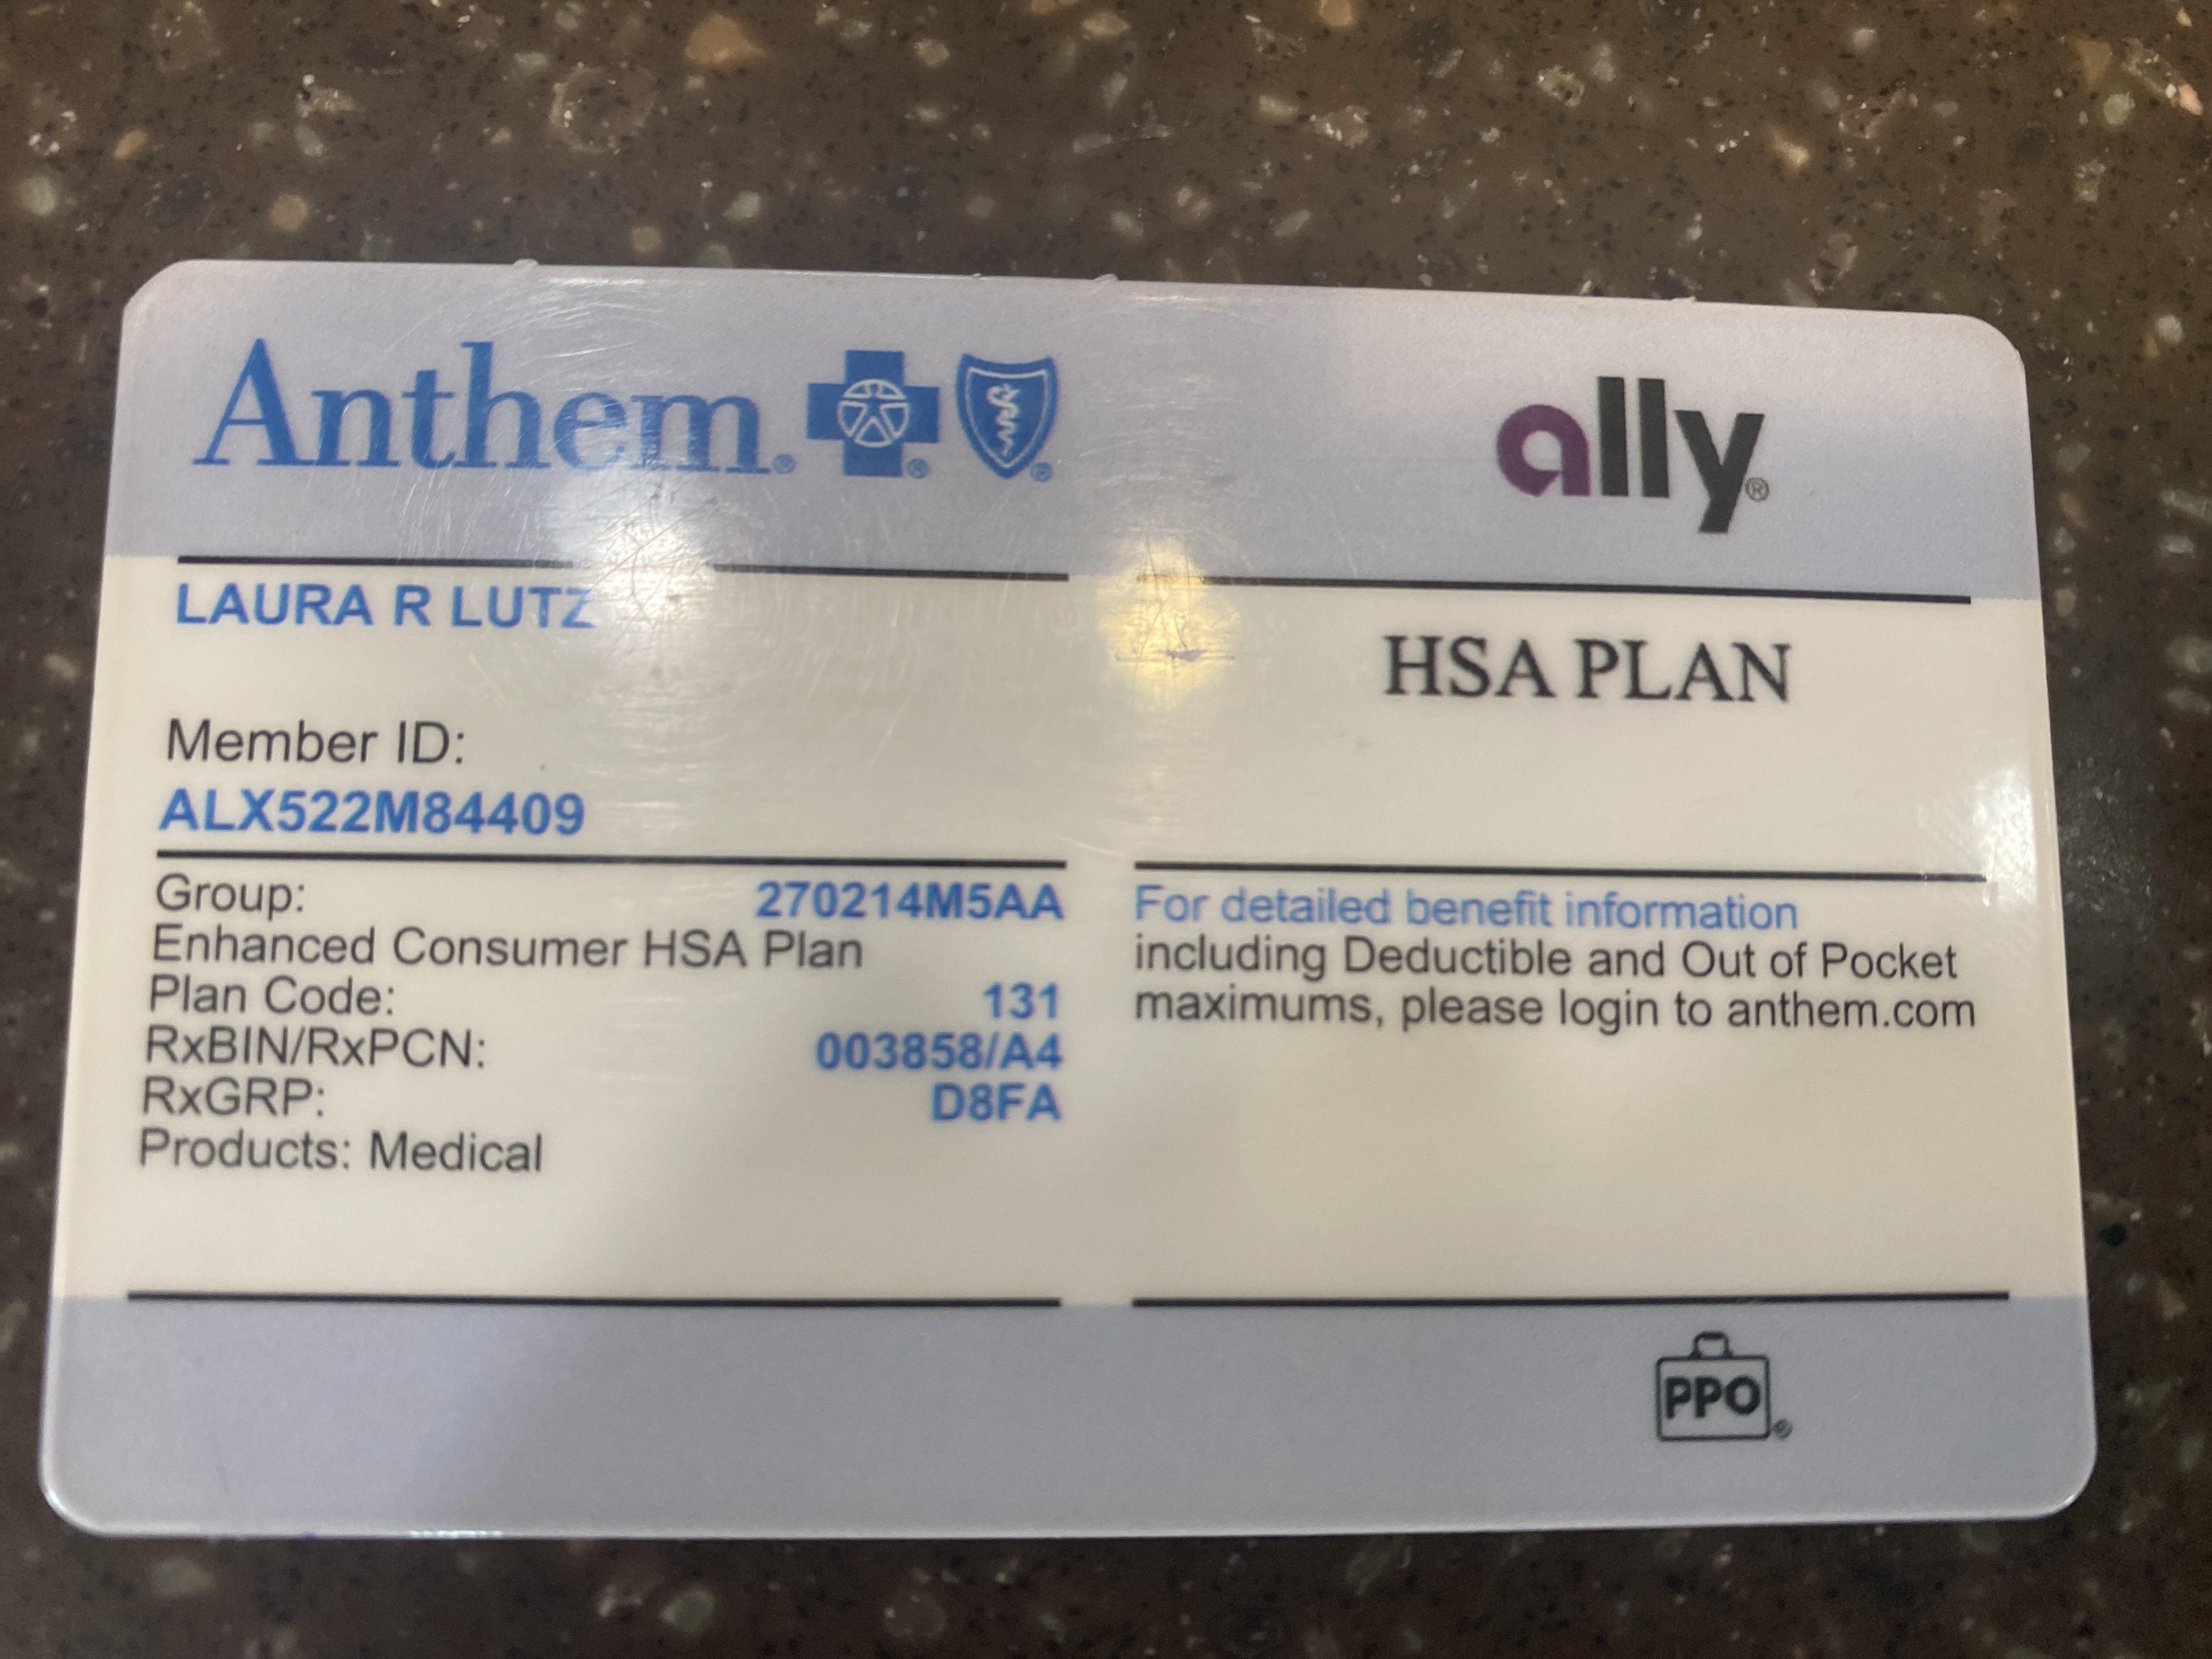 Anthem.
ally
LAURA R LUTZ
Member ID:
ALX522M84409
Group: 270214M5AA
Enhanced Consumer HSA Plan
Plan Code: 131
RxBIN/RxPCN: 003858/A4
RxGRP: D8FA
Products: Medical
HSA PLAN
For detailed benefit information
including Deductible and Out of Pocket
maximums, please login to anthem.com
PPO